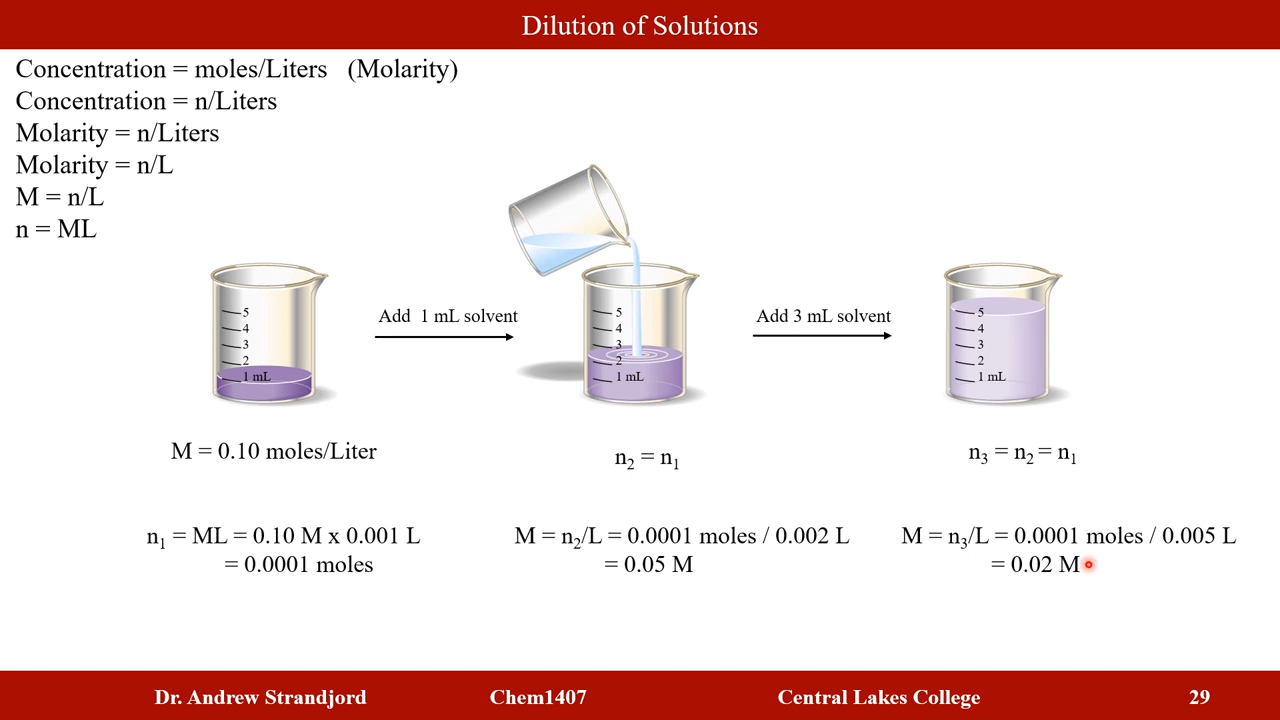 Dilution of Solutions
Concentration = moles/Liters (Molarity)
Concentration = n/Liters
Molarity = n/Liters
Molarity = n/L
M = n/L
n = ML
5
4
3
2
1 mL
Add 1 mL solvent
5
4
3
2
1 mL
Add 3 mL solvent
5
4
3
2
1 mL
M = 0.10 moles/Liter
n₂ = n₁
n₃ = n₂ = n₁
n₁ = ML = 0.10 M x 0.001 L
= 0.0001 moles
M = n₂/L = 0.0001 moles / 0.002 L
= 0.05 M
M = n₃/L = 0.0001 moles / 0.005 L
= 0.02 M
Dr. Andrew Strandjord Chem1407 Central Lakes College 29